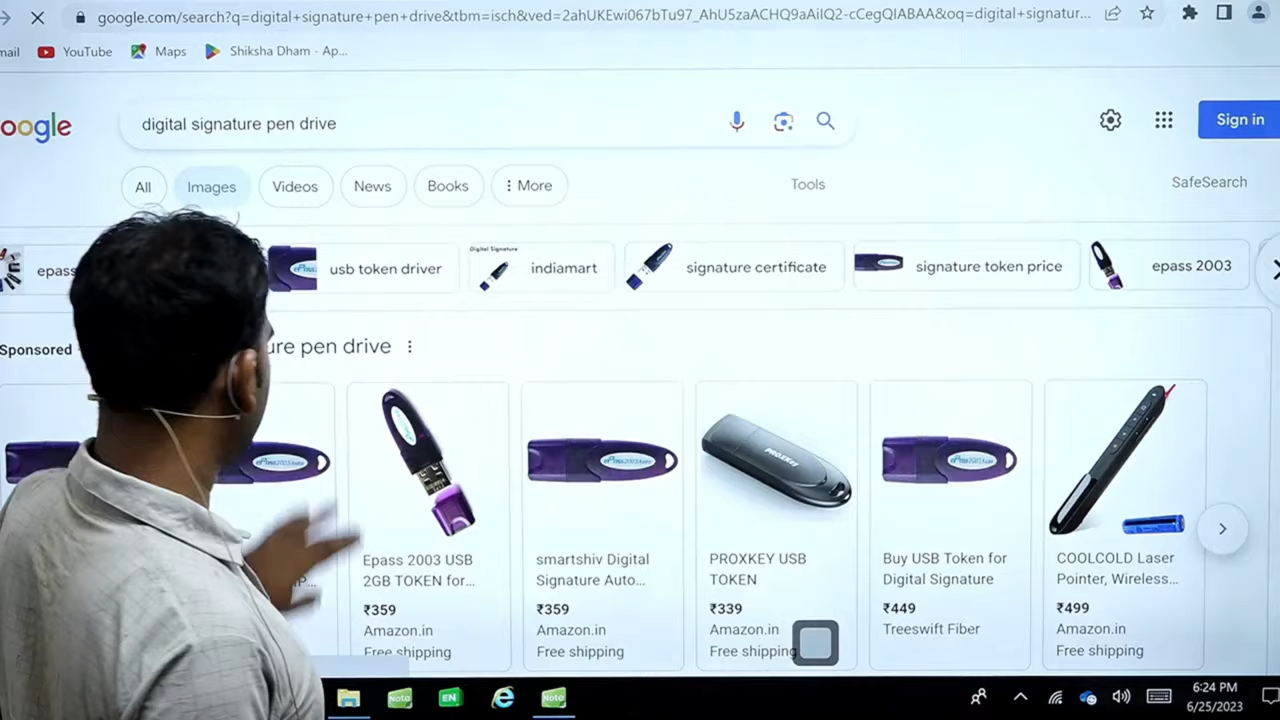 google.com/search?q=digital+signature+pen+drive&tbm=isch&ved=2ahUKEwi067bTu97_AhU5zaACHQ9aAiIQ2-cCegQIABAA&oq=digital+signatur...
mail YouTube Maps Shiksha Dham - Ap...
oogle digital signature pen drive Sign in
All Images Videos News Books More Tools SafeSearch
epass usb token driver Digital Signature indiamart signature certificate signature token price epass 2003
Sponsored ure pen drive
PROXKey
Epass 2003 USB smartshiv Digital PROXKEY USB Buy USB Token for COOLCOLD Laser
2GB TOKEN for... Signature Auto... TOKEN Digital Signature Pointer, Wireless...
₹359 ₹359 ₹339 ₹449 ₹499
Amazon.in Amazon.in Amazon.in Treeswift Fiber Amazon.in
Free shipping Free shipping Free shipping Free shipping
Note EN Note 6:24 PM
6/25/2023